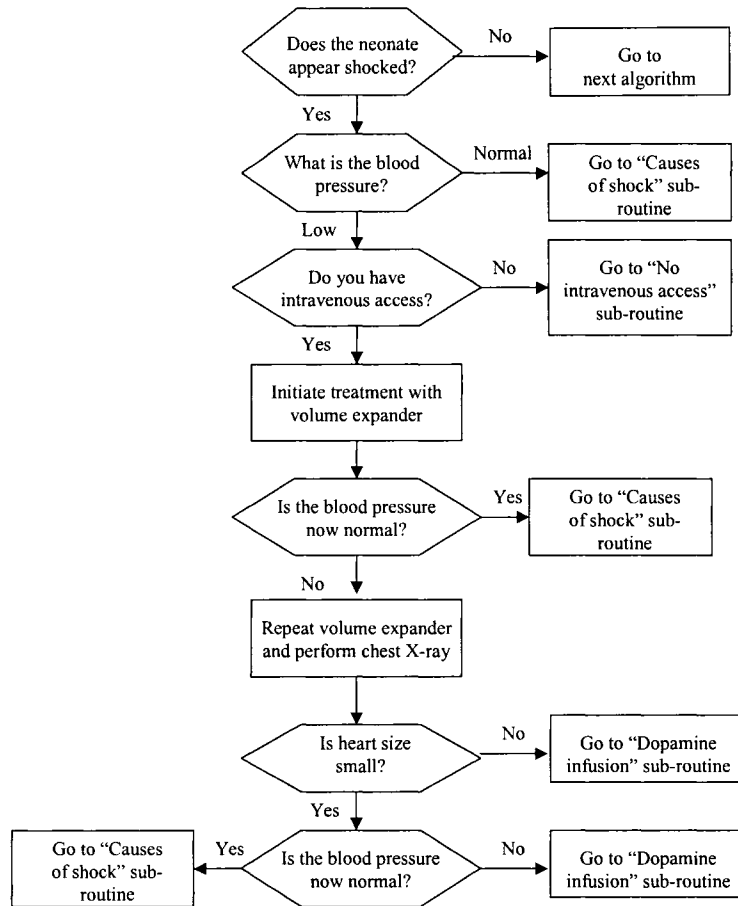 Does the neonate
appear shocked?
No
Go to
next algorithm
Yes
What is the blood
pressure?
Normal
Go to “Causes
of shock” sub-
routine
Low
Do you have
intravenous access?
No
Go to “No
intravenous access”
sub-routine
Yes
Initiate treatment with
volume expander
Is the blood pressure
now normal?
Yes
Go to “Causes
of shock” sub-
routine
No
Repeat volume expander
and perform chest X-ray
Is heart size
small?
No
Go to “Dopamine
infusion” sub-routine
Yes
Is the blood pressure
now normal?
Yes
Go to “Causes
of shock” sub-
routine
No
Go to “Dopamine
infusion” sub-routine